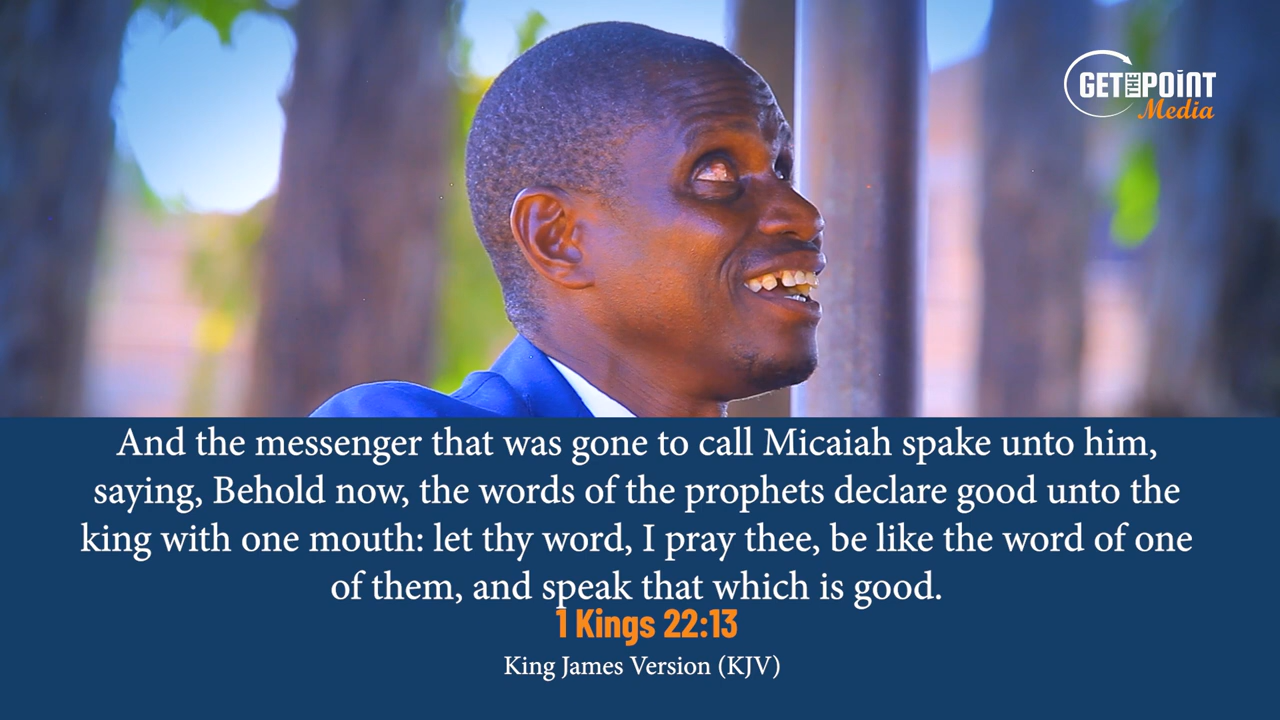 GET THE POINT
Media
And the messenger that was gone to call Micaiah spake unto him,
saying, Behold now, the words of the prophets declare good unto the
king with one mouth: let thy word, I pray thee, be like the word of one
of them, and speak that which is good.
1 Kings 22:13
King James Version (KJV)